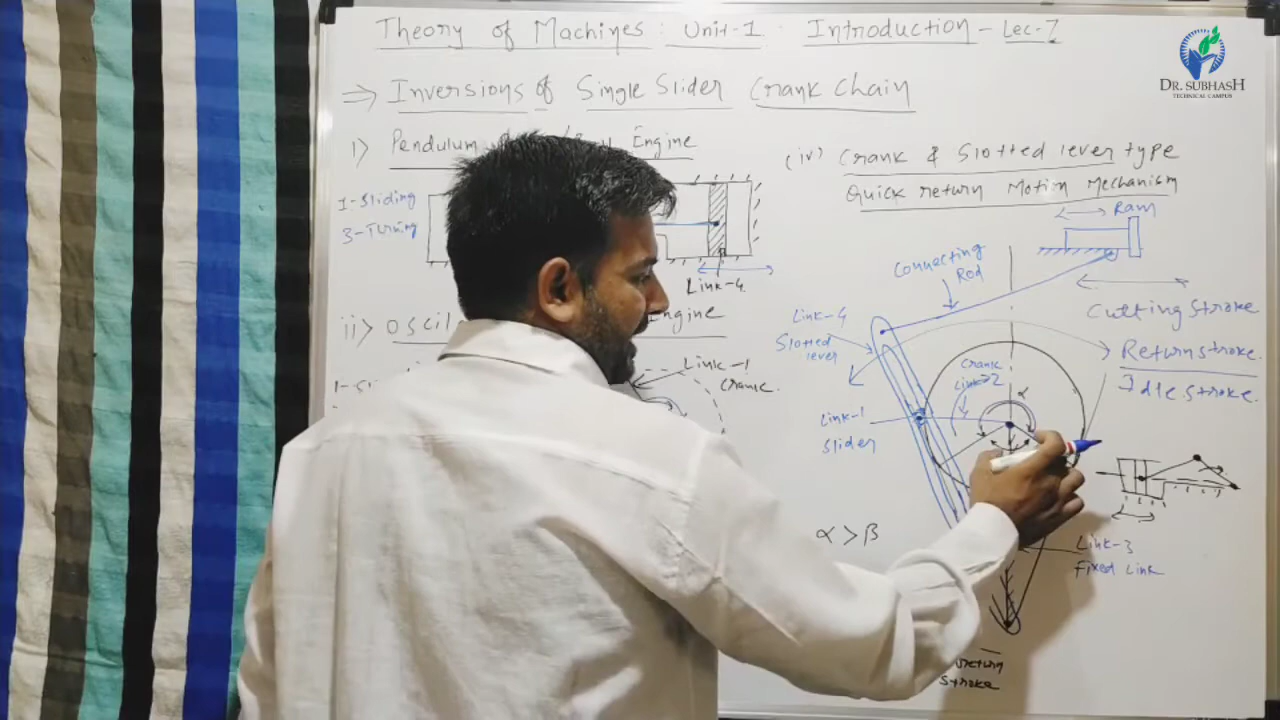 Theory of Machines: Unit-1 Introduction - Lec-7
DR. SUBHASH
TECHNICAL CAMPUS
⇒ Inversions of Single Slider Crank Chain
i) Pendulum Engine
1-Sliding
3-Turning
Link-4
ii) Oscil Engine
Link-1
crank.
(iv) Crank & Slotted lever type
Quick return Motion Mechanism
Ram
Connecting
Rod
Cutting stroke
Link-4
Slotted
lever
Return stroke.
Idle stroke.
Crank
Link-2
α
Link-1
Slider
α > β
Link-3
Fixed Link
stroke